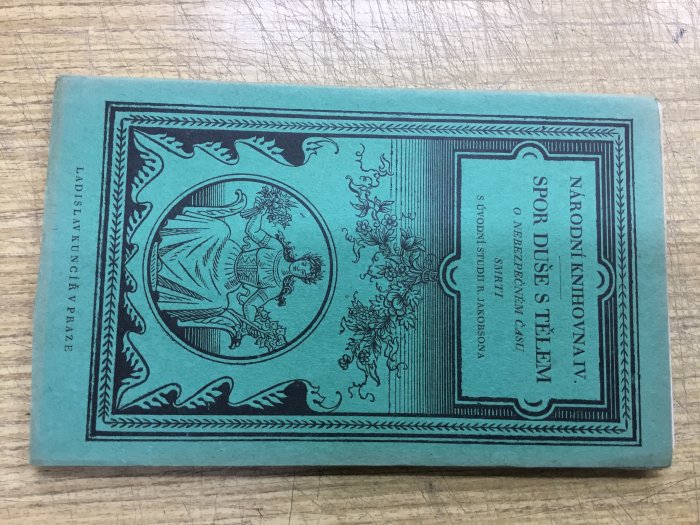 NÁRODNÍ KNIHOVNA IV.
SPOR DUŠE S TĚLEM
O NEBEZPEČNÉM ČASU
SMRTI
S ÚVODNÍ STUDIÍ R. JAKOBSONA
LADISLAV KUNCÍŘ V PRAZE